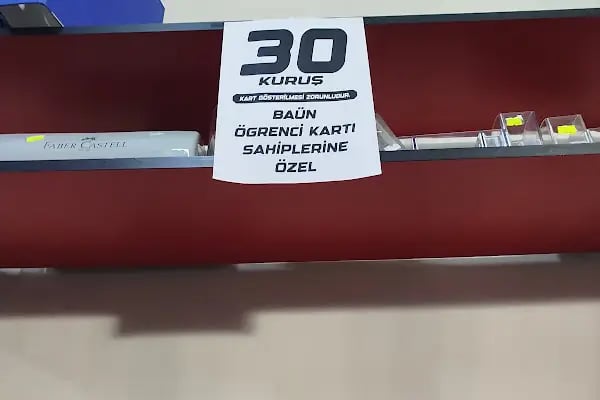 30
KURUŞ
KART GÖSTERİLMESİ ZORUNLUDUR.
BAÜN
ÖĞRENCİ KARTI
SAHİPLERİNE
ÖZEL
FABER CASTELL